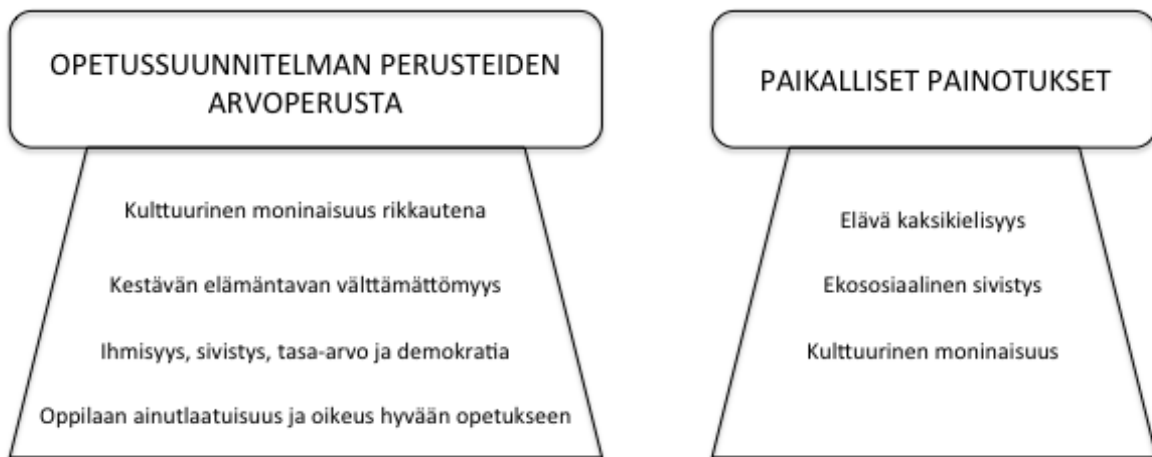 OPETUSSUUNNITELMAN PERUSTEIDEN
ARVOPERUSTA
Kulttuurinen moninaisuus rikkautena
Kestävän elämäntavan välttämättömyys
Ihmisyys, sivistys, tasa-arvo ja demokratia
Oppilaan ainutlaatuisuus ja oikeus hyvään opetukseen
PAIKALLISET PAINOTUKSET
Elävä kaksikielisyys
Ekososiaalinen sivistys
Kulttuurinen moninaisuus